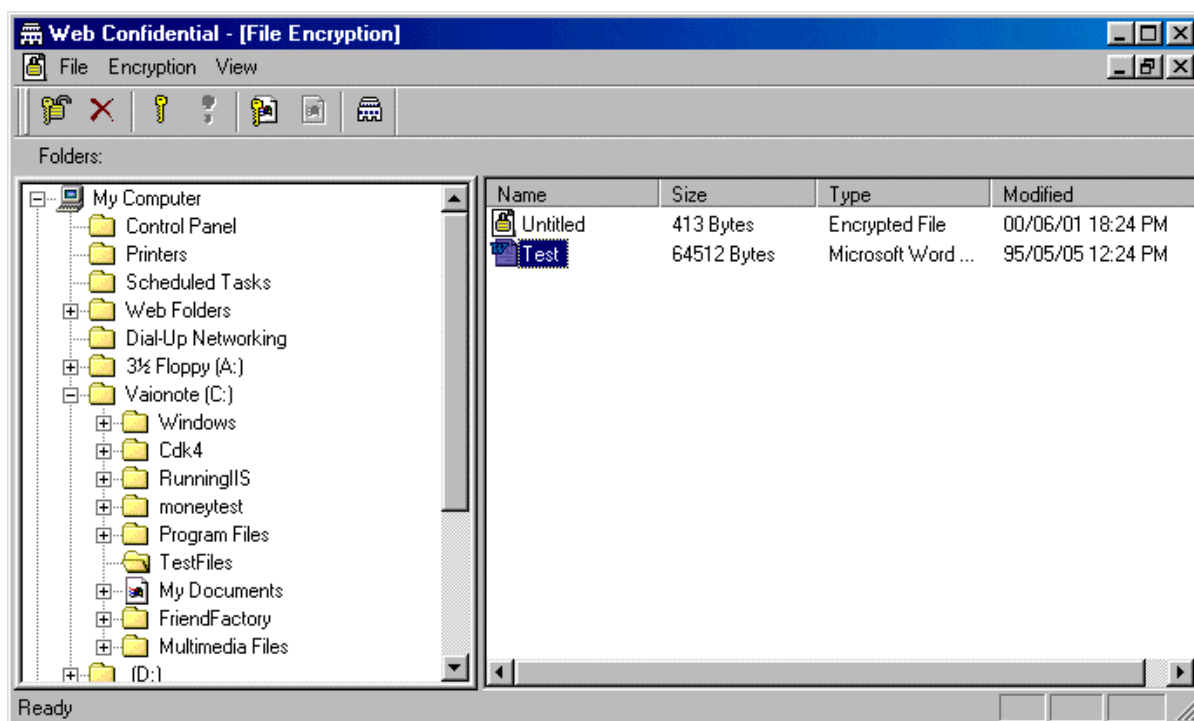 Web Confidential - [File Encryption]
File Encryption View
Folders:
My Computer
Control Panel
Printers
Scheduled Tasks
Web Folders
Dial-Up Networking
3½ Floppy (A:)
Vaionote (C:)
Windows
Cdk4
RunningIIS
moneytest
Program Files
TestFiles
My Documents
FriendFactory
Multimedia Files
(D:)
Name Size Type Modified
Untitled 413 Bytes Encrypted File 00/06/01 18:24 PM
Test 64512 Bytes Microsoft Word ... 95/05/05 12:24 PM
Ready